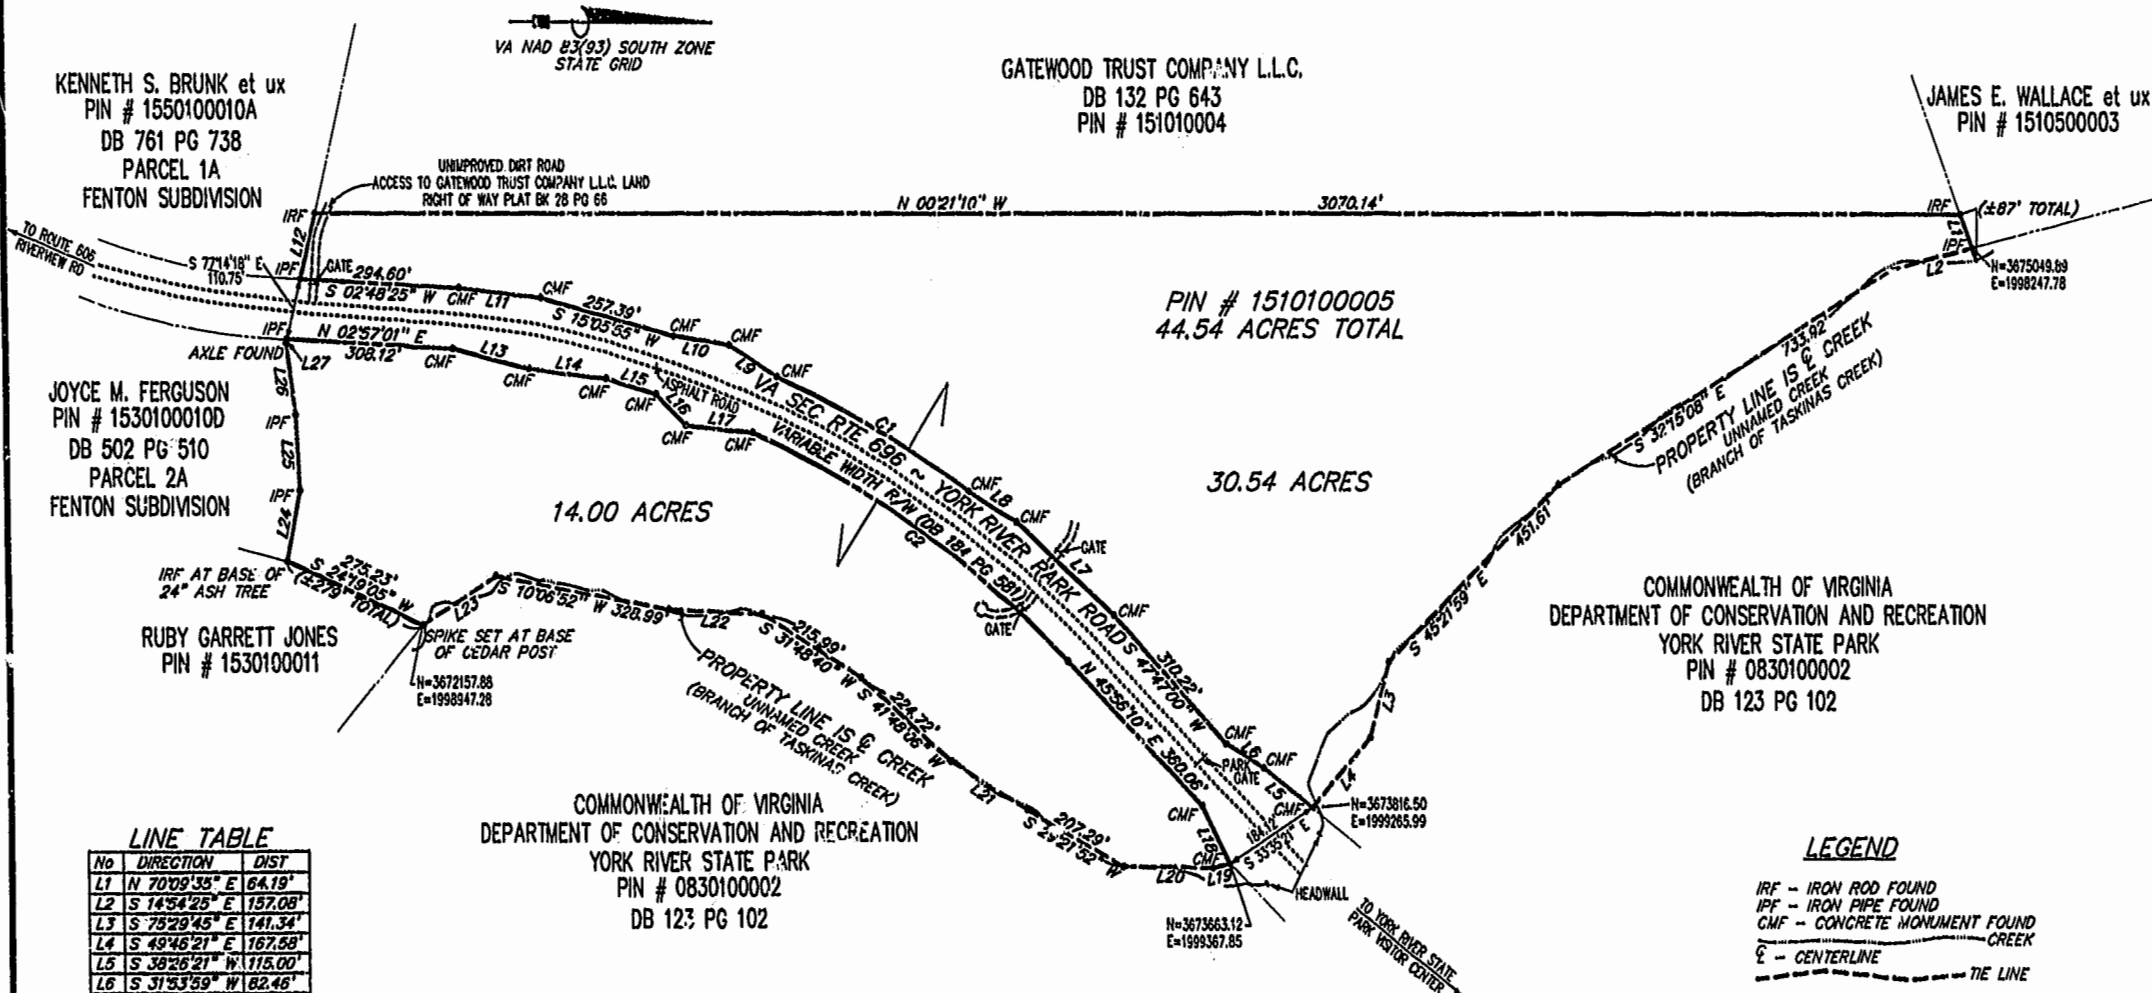 VA NAD 83(93) SOUTH ZONE
STATE GRID
KENNETH S. BRUNK et ux
PIN # 1550100010A
DB 761 PG 738
PARCEL 1A
FENTON SUBDIVISION
GATEWOOD TRUST COMPANY L.L.C.
DB 132 PG 643
PIN # 151010004
JAMES E. WALLACE et ux
PIN # 1510500003
UNIMPROVED DIRT ROAD
ACCESS TO GATEWOOD TRUST COMPANY L.L.C. LAND
RIGHT OF WAY PLAT BK 28 PG 66
IRF
N 00°21'10" W
3070.14'
IRF
(±87' TOTAL)
L1
IPF
L2
N=3675049.89
E=1998247.78
TO ROUTE 606
RIVERVIEW RD
L12
S 77°14'18" E
110.75'
IPF
GATE
294.60'
S 02°48'25" W
CMF
L11
CMF
257.39'
S 15°05'55" W
CMF
L10
CMF
L9
CMF
C1
PIN # 1510100005
44.54 ACRES TOTAL
733.92'
S 32°15'08" E
PROPERTY LINE IS ℄ CREEK
UNNAMED CREEK
(BRANCH OF TASKINAS CREEK)
IPF
N 02°57'01" E
308.12'
AXLE FOUND
L27
CMF
L13
CMF
L14
CMF
L15
CMF
L16
CMF
L17
CMF
ASPHALT ROAD
VA SEC RTE 696 ~ YORK RIVER PARK ROAD
VARIABLE WIDTH R/W (DB 184 PG 581)
C2
CMF
L8
CMF
GATE
L7
CMF
GATE
JOYCE M. FERGUSON
PIN # 1530100010D
DB 502 PG 510
PARCEL 2A
FENTON SUBDIVISION
L26
IPF
L25
IPF
L24
14.00 ACRES
30.54 ACRES
451.61'
S 45°21'59" E
L3
L4
COMMONWEALTH OF VIRGINIA
DEPARTMENT OF CONSERVATION AND RECREATION
YORK RIVER STATE PARK
PIN # 0830100002
DB 123 PG 102
IRF AT BASE OF
24" ASH TREE
275.23'
S 24°19'05" W
(±279' TOTAL)
RUBY GARRETT JONES
PIN # 1530100011
SPIKE SET AT BASE
OF CEDAR POST
N=3672157.88
E=1998947.28
L23
S 10°06'52" W 328.99'
L22
215.99'
S 31°48'40" W
224.72'
S 41°48'06" W
PROPERTY LINE IS ℄ CREEK
UNNAMED CREEK
(BRANCH OF TASKINAS CREEK)
L21
207.29'
S 29°21'52" W
L20
L19
310.22'
S 47°47'00" W
N 45°56'10" E 360.06'
CMF
L6
CMF
PARK
GATE
L5
CMF
CMF
L18
CMF
184.12'
S 33°35'21" E
N=3673816.50
E=1999265.99
HEADWALL
N=3673663.12
E=1999367.85
TO YORK RIVER STATE
PARK VISITOR CENTER
COMMONWEALTH OF VIRGINIA
DEPARTMENT OF CONSERVATION AND RECREATION
YORK RIVER STATE PARK
PIN # 0830100002
DB 123 PG 102
LINE TABLE
No DIRECTION DIST
L1 N 70°09'35" E 64.19'
L2 S 14°54'25" E 157.08'
L3 S 75°29'45" E 141.34'
L4 S 49°46'21" E 167.58'
L5 S 38°26'21" W 115.00'
L6 S 31°53'59" W 82.46'
LEGEND
IRF - IRON ROD FOUND
IPF - IRON PIPE FOUND
CMF - CONCRETE MONUMENT FOUND
CREEK
℄ - CENTERLINE
TIE LINE